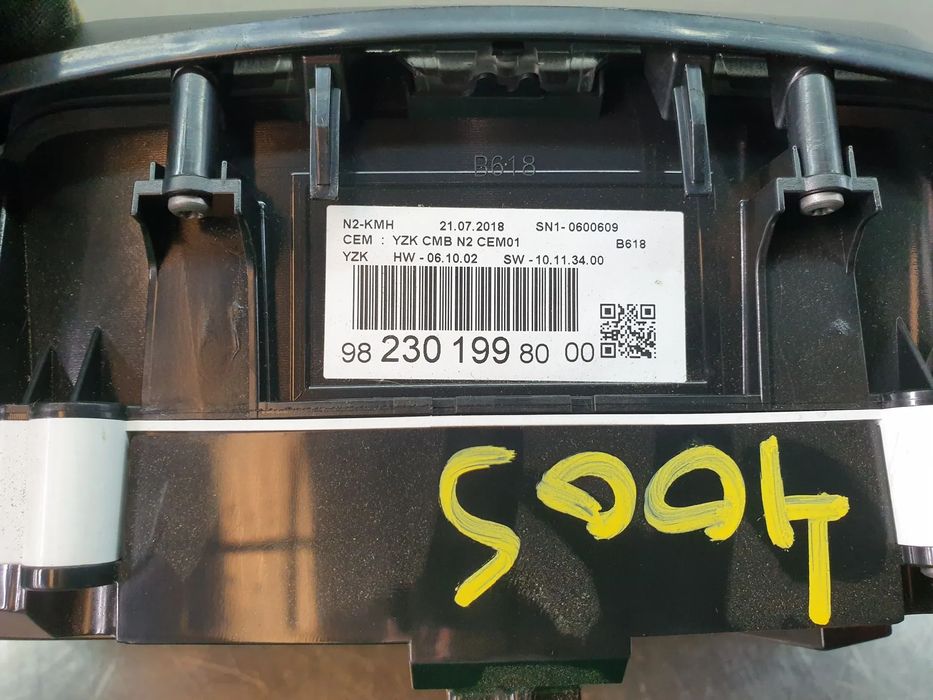 B618
N2-KMH 21.07.2018 SN1- 0600609
CEM : YZK CMB N2 CEM01 B618
YZK HW - 06.10.02 SW - 10.11.34.00
98 230 199 80 00
5004